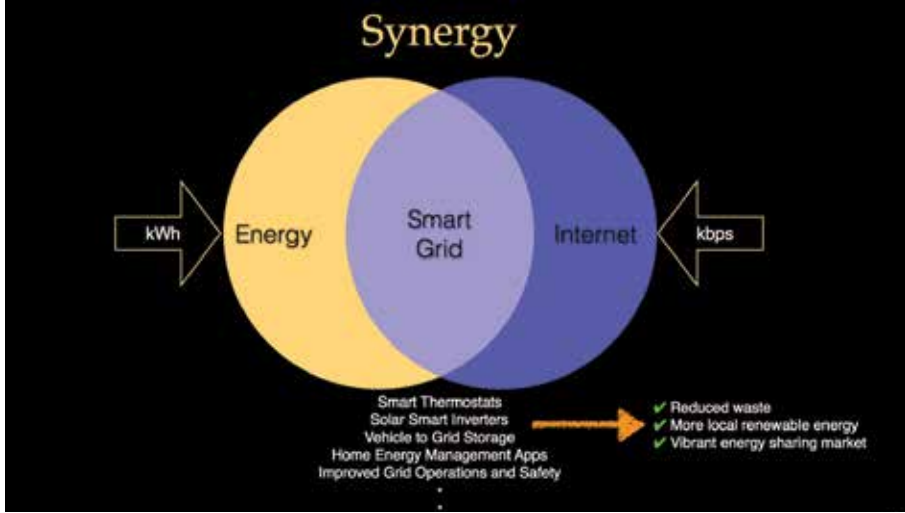 Synergy
kWh
Energy
Smart
Grid
Internet
kbps
Smart Thermostats
Solar Smart Inverters
Vehicle to Grid Storage
Home Energy Management Apps
Improved Grid Operations and Safety
✔ Reduced waste
✔ More local renewable energy
✔ Vibrant energy sharing market